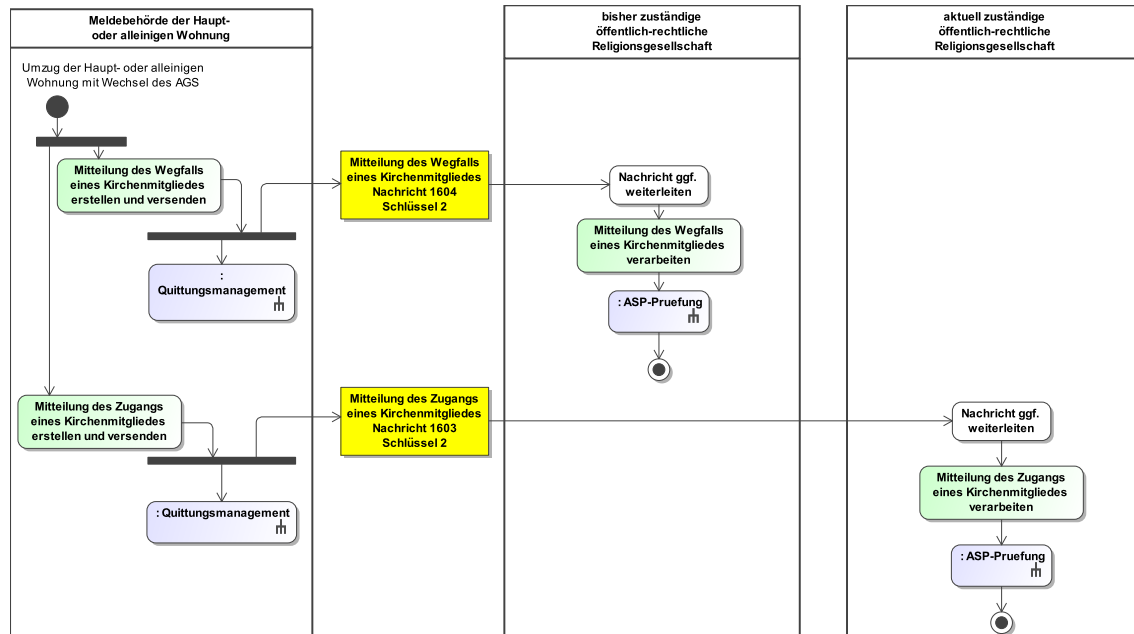 Meldebehörde der Haupt-
oder alleinigen Wohnung
bisher zuständige
öffentlich-rechtliche
Religionsgesellschaft
aktuell zuständige
öffentlich-rechtliche
Religionsgesellschaft
Umzug der Haupt- oder alleinigen
Wohnung mit Wechsel des AGS
Mitteilung des Wegfalls
eines Kirchenmitgliedes
erstellen und versenden
:
Quittungsmanagement
Mitteilung des Wegfalls
eines Kirchenmitgliedes
Nachricht 1604
Schlüssel 2
Nachricht ggf.
weiterleiten
Mitteilung des Wegfalls
eines Kirchenmitgliedes
verarbeiten
: ASP-Pruefung
Mitteilung des Zugangs
eines Kirchenmitgliedes
erstellen und versenden
: Quittungsmanagement
Mitteilung des Zugangs
eines Kirchenmitgliedes
Nachricht 1603
Schlüssel 2
Nachricht ggf.
weiterleiten
Mitteilung des Zugangs
eines Kirchenmitgliedes
verarbeiten
: ASP-Pruefung